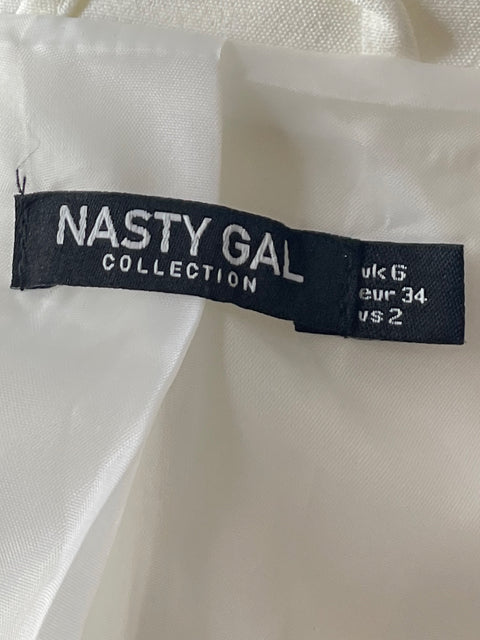 NASTY GAL
COLLECTION
uk 6
eur 34
us 2